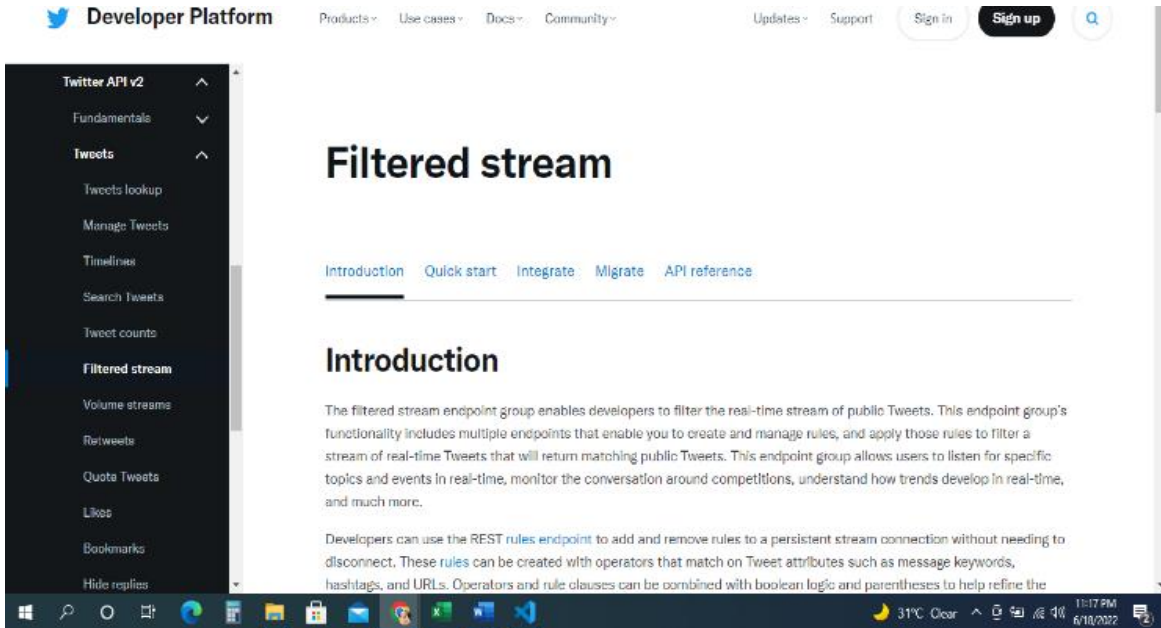 Developer Platform Products Use cases Docs Community Updates Support Sign in Sign up
Twitter API v2
Fundamentals
Tweets
Tweets lookup
Manage Tweets
Timelines
Search Tweets
Tweet counts
Filtered stream
Volume streams
Retweets
Quote Tweets
Likes
Bookmarks
Hide replies
Filtered stream
Introduction Quick start Integrate Migrate API reference
Introduction
The filtered stream endpoint group enables developers to filter the real-time stream of public Tweets. This endpoint group's
functionality includes multiple endpoints that enable you to create and manage rules, and apply those rules to filter a
stream of real-time Tweets that will return matching public Tweets. This endpoint group allows users to listen for specific
topics and events in real-time, monitor the conversation around competitions, understand how trends develop in real-time,
and much more.
Developers can use the REST rules endpoint to add and remove rules to a persistent stream connection without needing to
disconnect. These rules can be created with operators that match on Tweet attributes such as message keywords,
hashtags, and URLs. Operators and rule clauses can be combined with boolean logic and parentheses to help refine the
31°C Clear
11:17 PM
6/18/2022